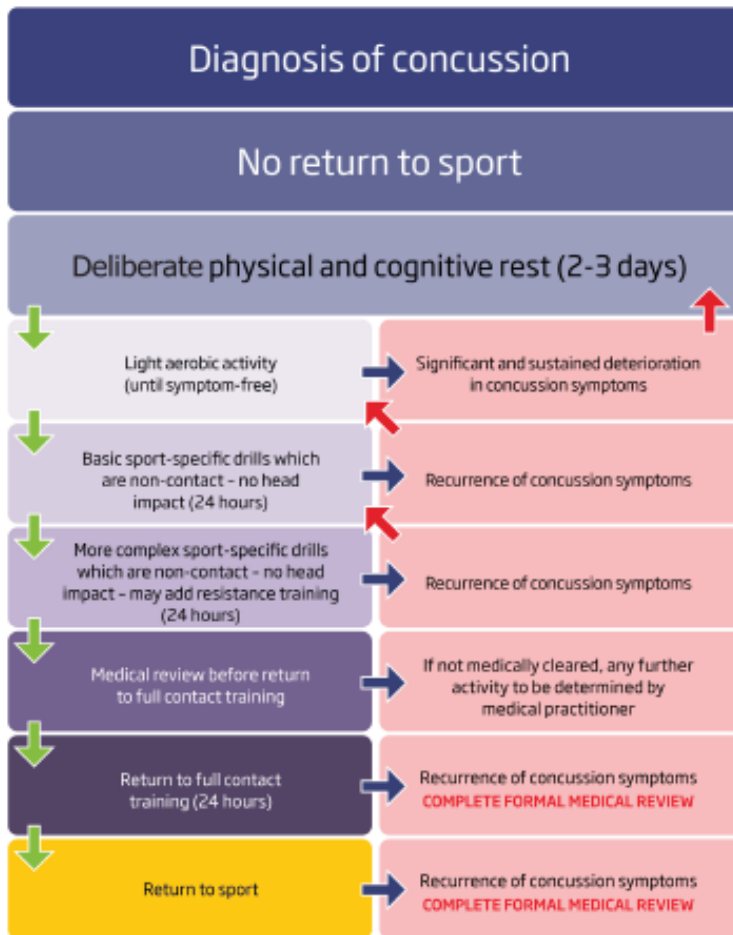 Diagnosis of concussion
No return to sport
Deliberate physical and cognitive rest (2-3 days)
Light aerobic activity
(until symptom-free)
Significant and sustained deterioration
in concussion symptoms
Basic sport-specific drills which
are non-contact – no head
impact (24 hours)
Recurrence of concussion symptoms
More complex sport-specific drills
which are non-contact – no head
impact – may add resistance training
(24 hours)
Recurrence of concussion symptoms
Medical review before return
to full contact training
If not medically cleared, any further
activity to be determined by
medical practitioner
Return to full contact
training (24 hours)
Recurrence of concussion symptoms
COMPLETE FORMAL MEDICAL REVIEW
Return to sport
Recurrence of concussion symptoms
COMPLETE FORMAL MEDICAL REVIEW